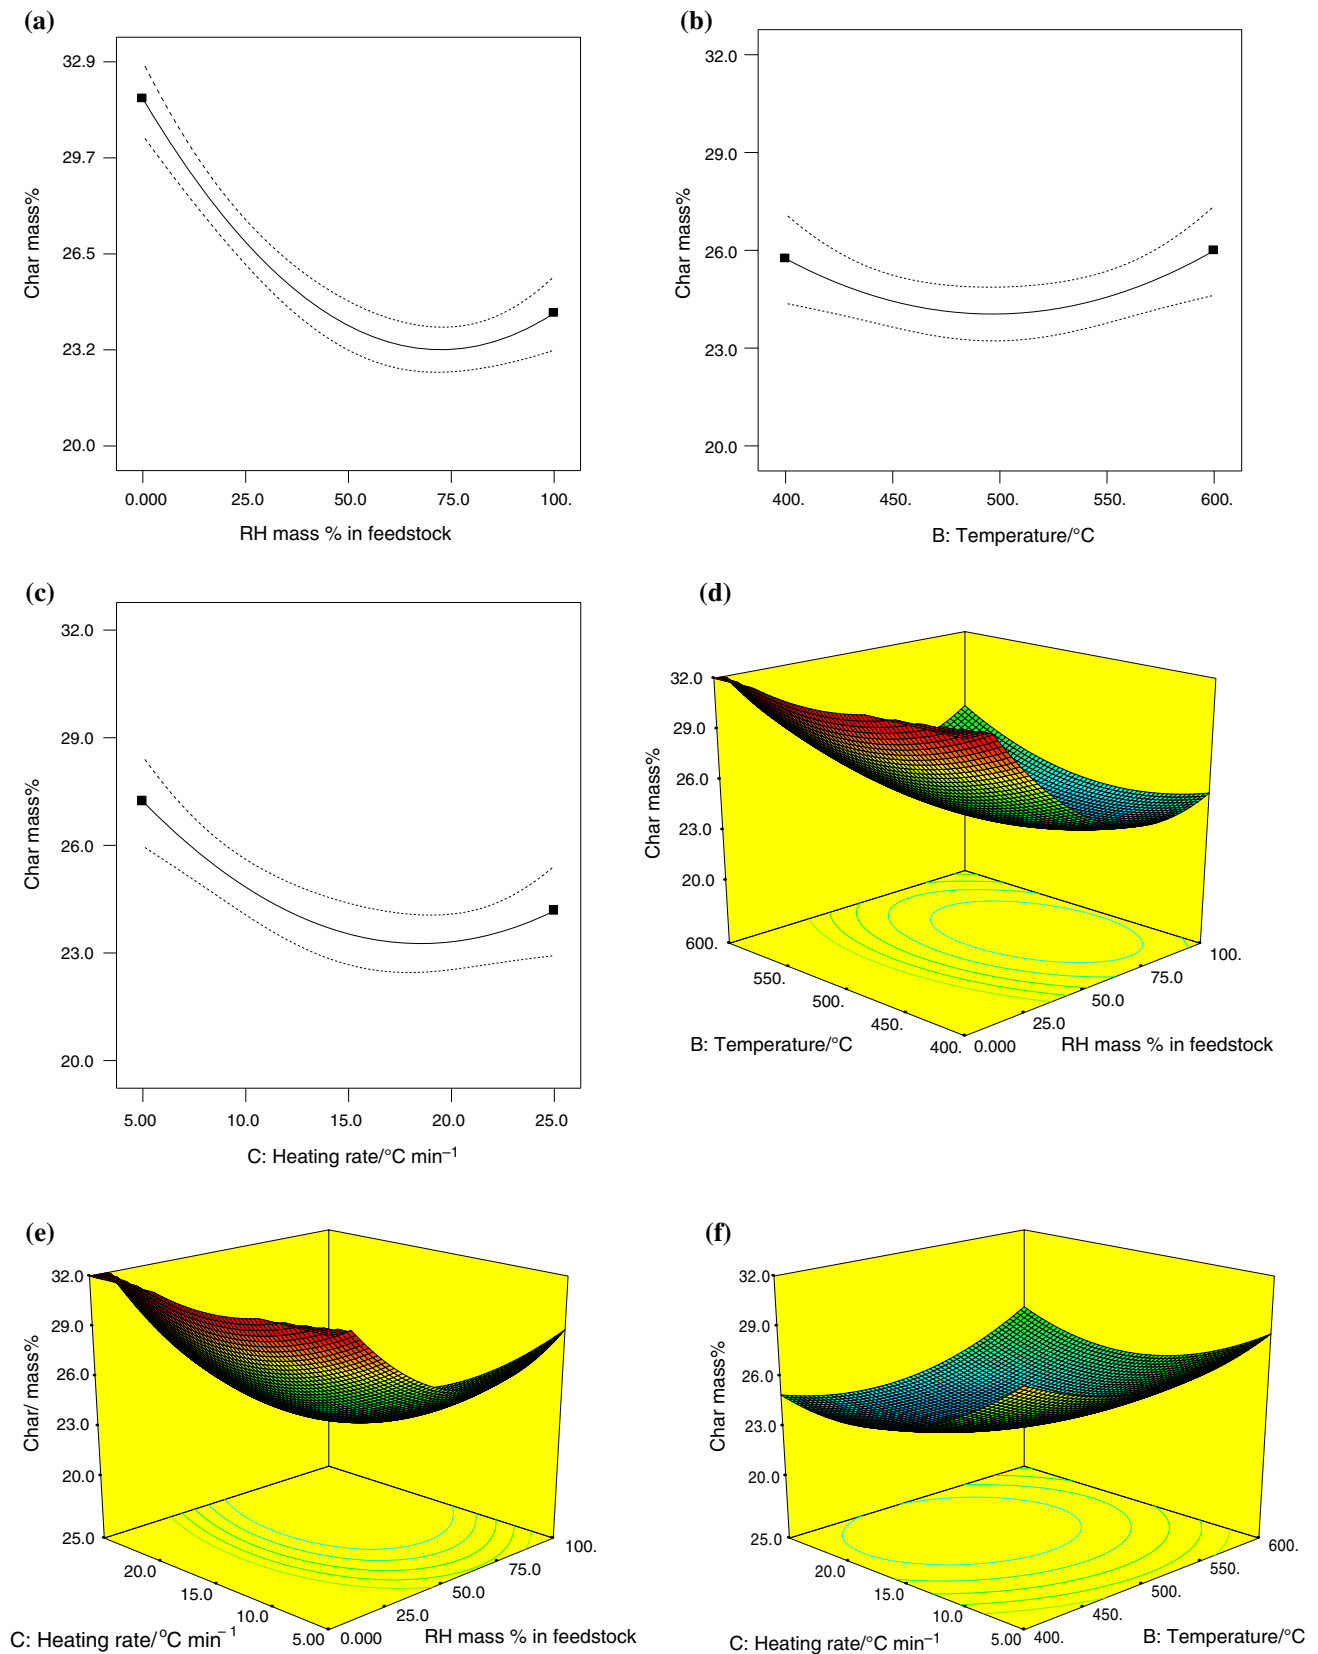 (a)
32.9
29.7
26.5
23.2
20.0
Char mass%
0.000 25.0 50.0 75.0 100.
RH mass % in feedstock
(b)
32.0
29.0
26.0
23.0
20.0
Char mass%
400. 450. 500. 550. 600.
B: Temperature/°C
(c)
32.0
29.0
26.0
23.0
20.0
Char mass%
5.00 10.0 15.0 20.0 25.0
C: Heating rate/°C min–1
(d)
32.0
29.0
26.0
23.0
20.0
Char mass%
600.
550.
500.
450.
400.
B: Temperature/°C
0.000
25.0
50.0
75.0
100.
RH mass % in feedstock
(e)
32.0
29.0
26.0
23.0
20.0
Char/ mass%
25.0
20.0
15.0
10.0
5.00
C: Heating rate/°C min–1
0.000
25.0
50.0
75.0
100.
RH mass % in feedstock
(f)
32.0
29.0
26.0
23.0
20.0
Char mass%
25.0
20.0
15.0
10.0
5.00
C: Heating rate/°C min–1
400.
450.
500.
550.
600.
B: Temperature/°C